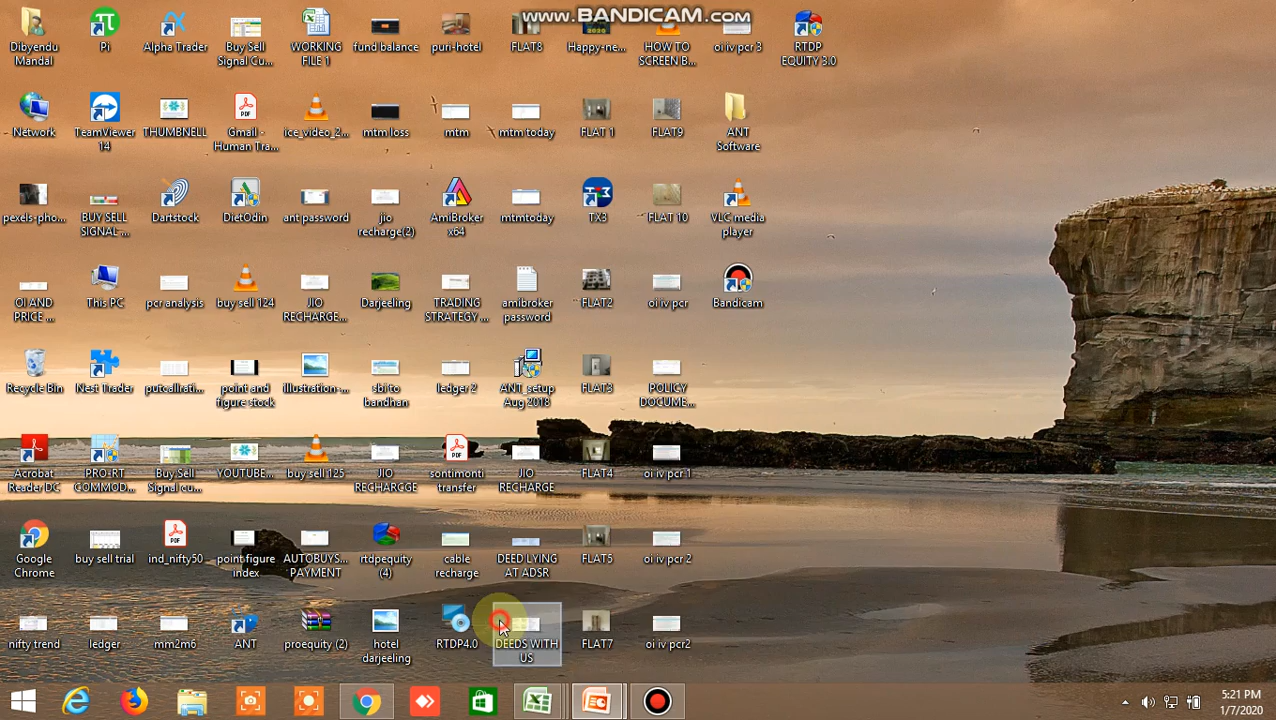 www.BANDICAM.com
Dibyendu
Mandal
Pi
Alpha Trader
Buy Sell
Signal Cu...
WORKING
FILE 1
fund balance
puri-hotel
FLAT8
Happy-ne...
HOW TO
SCREEN B...
oi iv pcr 3
RTDP
EQUITY 3.0
Network
TeamViewer
14
THUMBNELL
Gmail -
Human Tra...
ice_video_2...
mtm loss
mtm
mtm today
FLAT 1
FLAT9
ANT
Software
pexels-pho...
BUY SELL
SIGNAL ...
Dartstock
DietOdin
ant password
jio
recharge(2)
AmiBroker
x64
mtmtoday
TX3
FLAT 10
VLC media
player
OI AND
PRICE ...
This PC
pcr analysis
buy sell 124
JIO
RECHARGE...
Darjeeling
TRADING
STRATEGY ...
amibroker
password
FLAT2
oi iv pcr
Bandicam
Recycle Bin
Nest Trader
putcallrati...
point and
figure stock
illustration-...
sbi to
bandhan
ledger 2
ANT_setup
Aug 2018
FLAT3
POLICY
DOCUME...
Acrobat
Reader DC
PRO-RT
COMMOD...
Buy Sell
Signal cu...
YOUTUBE...
buy sell 125
JIO
RECHARCGE
sontimonti
transfer
JIO
RECHARGE
FLAT4
oi iv pcr 1
Google
Chrome
buy sell trial
ind_nifty50
point figure
index
AUTOBUYS...
PAYMENT
rtdpequity
(4)
cable
recharge
DEED LYING
AT ADSR
FLAT5
oi iv pcr 2
nifty trend
ledger
mm2m6
ANT
proequity (2)
hotel
darjeeling
RTDP4.0
DEEDS WITH
US
FLAT7
oi iv pcr2
5:21 PM
1/7/2020